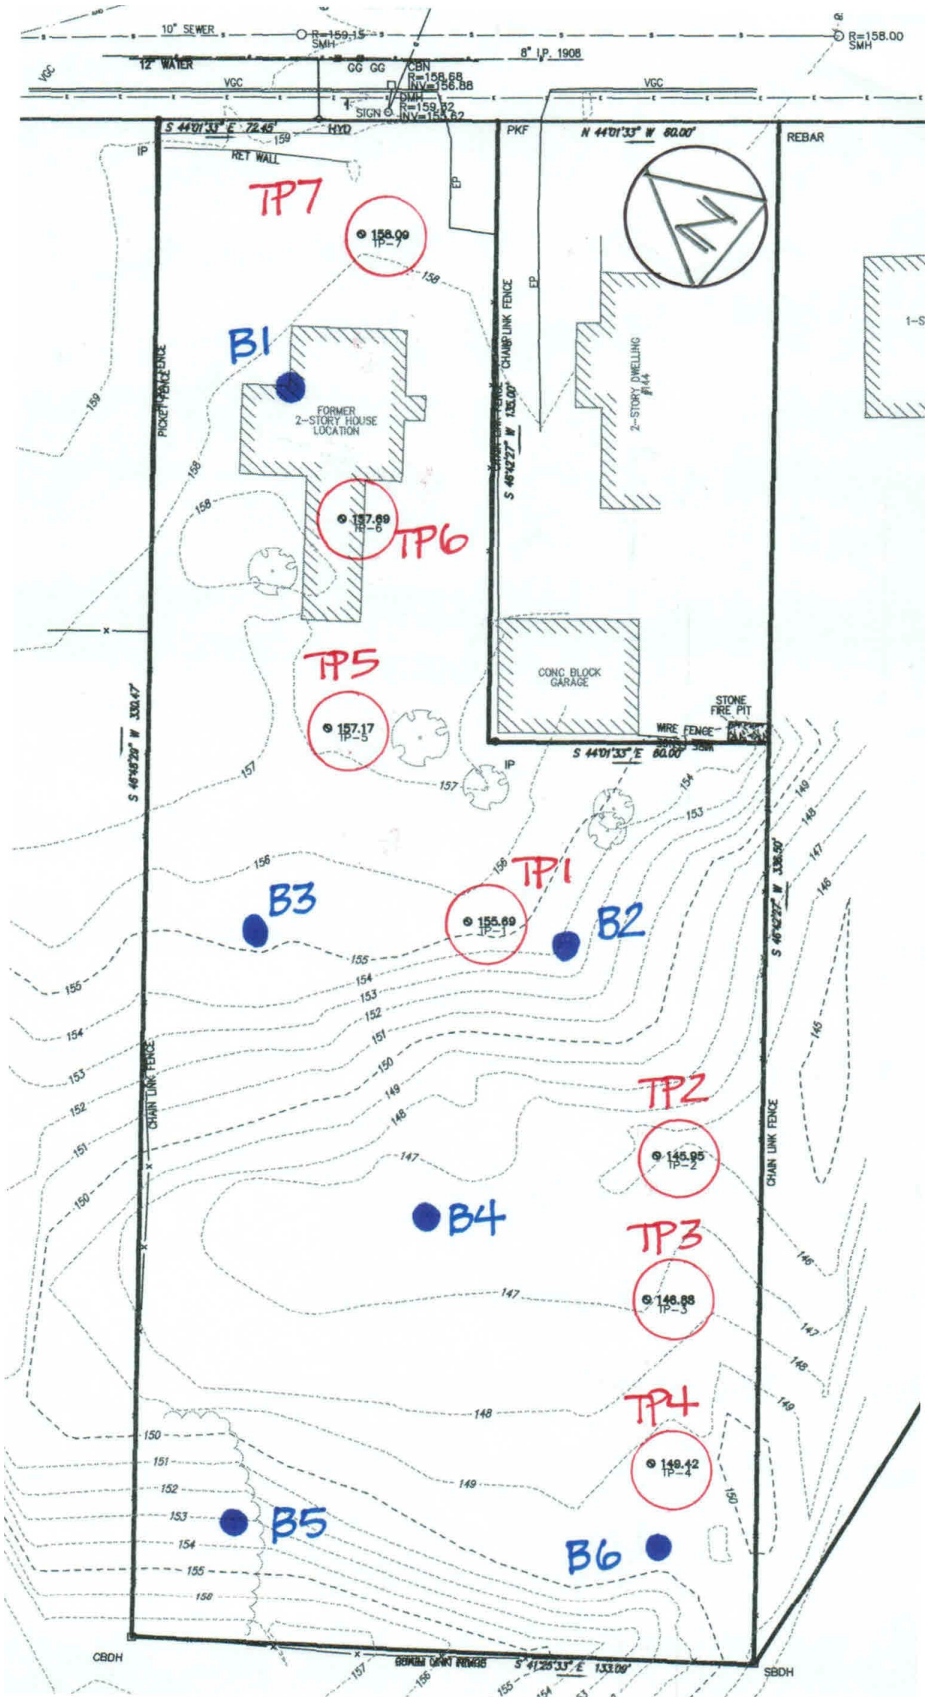 10" SEWER
R=159.15
SMH
R=158.00
SMH
12" WATER
GG GG
CBN
R=158.68
INV=156.88
8" I.P. 1908
VGC
VGC
VGC
DMH
R=159.32
INV=155.62
SIGN
S 44°01'33" E 72.45'
159
HYD
PKF
N 44°01'33" W 60.00'
REBAR
IP
RET WALL
EP
TP7
158.09
TP-7
N
158
EP
CHAIN LINK FENCE
B1
PICKET FENCE
159
FORMER
2-STORY HOUSE
LOCATION
S 46°42'27" W 135.00'
2-STORY DWELLING
#144
1-S
158
158
157.69
TP-6
TP6
TP5
157.17
TP-5
CONC BLOCK
GARAGE
STONE
FIRE PIT
WIRE FENCE
S 44°01'33" E 60.00'
IP
S 46°48'29" W 330.47'
157
157
154
153
149
148
147
146
156
156
TP1
155.69
TP-1
B3
B2
S 46°42'27" W 336.50'
155
155
154
154
153
153
152
152
151
151
150
150
149
148
145
CHAIN LINK FENCE
CHAIN LINK FENCE
TP2
145.95
TP-2
147
B4
TP3
146.88
TP-3
146
147
147
148
149
148
TP4
149.42
TP-4
150
150
151
152
153
154
155
156
149
B5
B6
CBDH
157
156
155
154
153
S 41°25'33" E 133.09'
SBDH